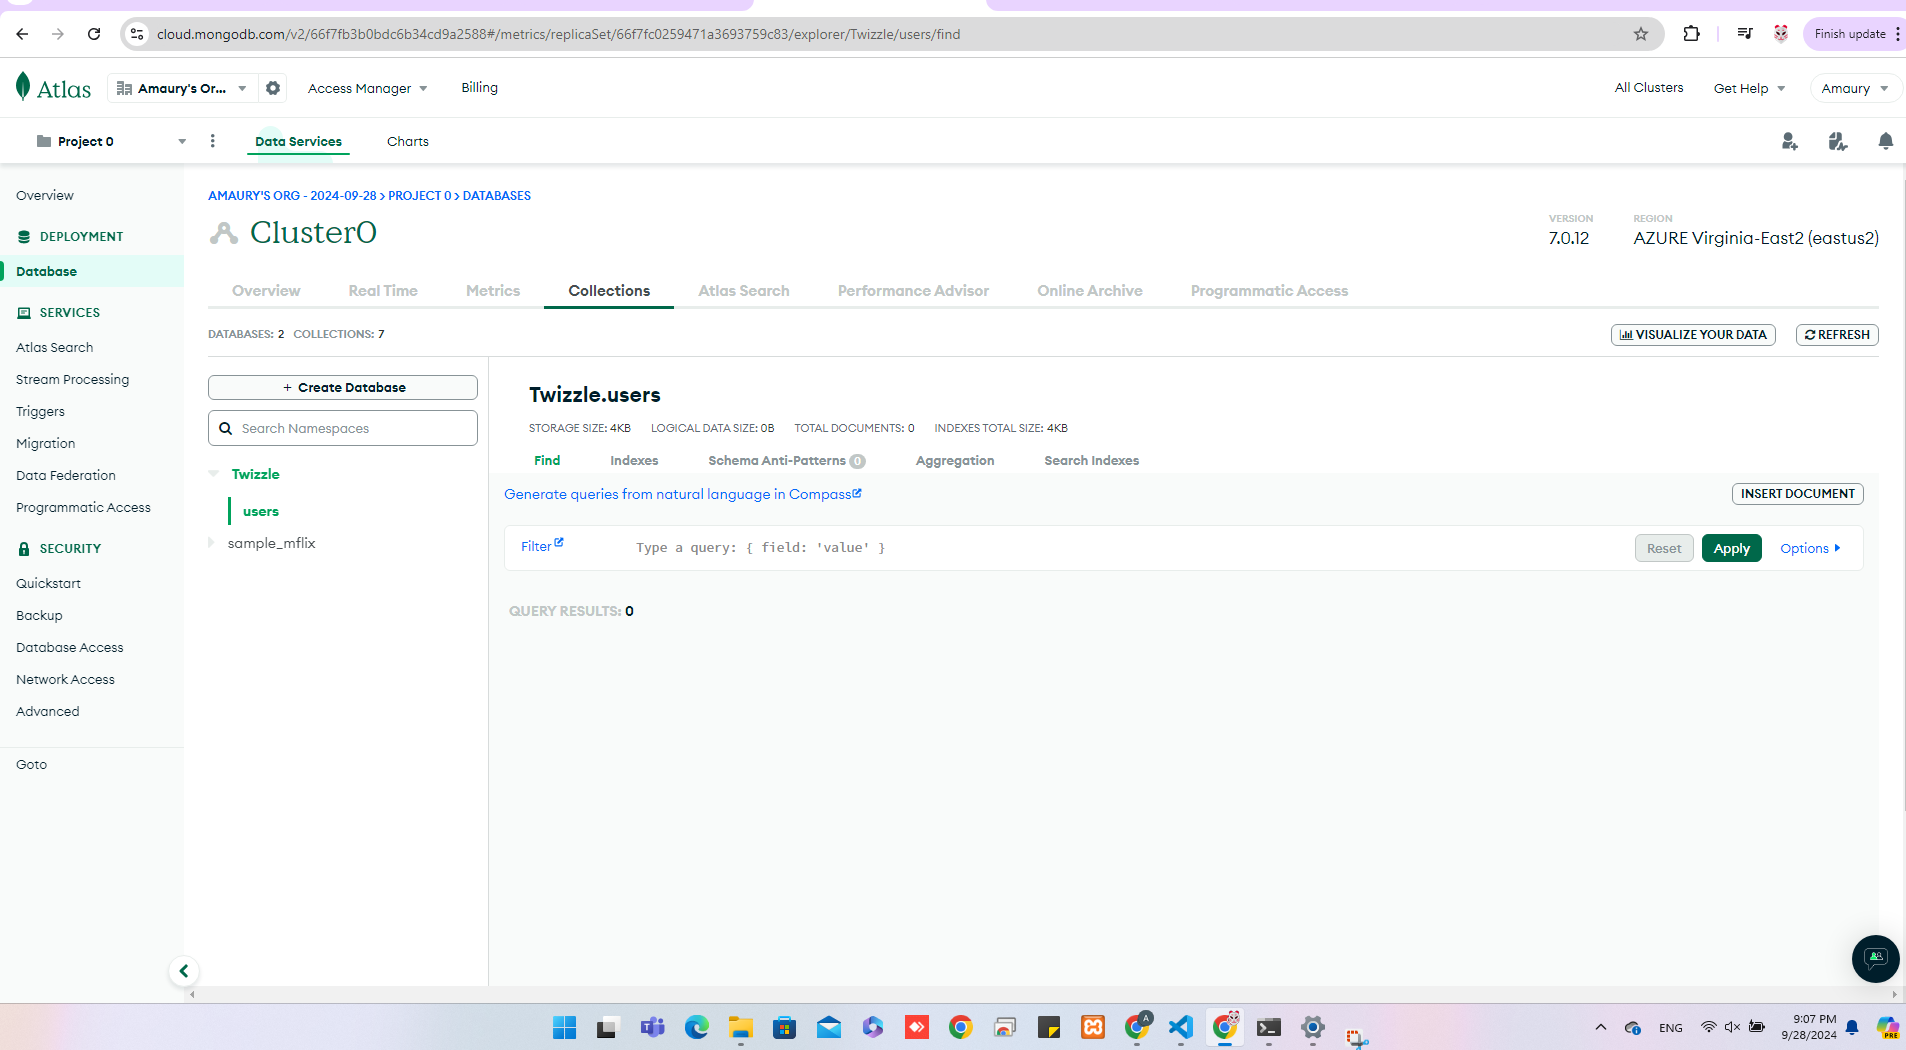 cloud.mongodb.com/v2/66f7fb3b0bdc6b34cd9a2588#/metrics/replicaSet/66f7fc0259471a3693759c83/explorer/Twizzle/users/find
Finish update
Atlas
Amaury's Or...
Access Manager
Billing
All Clusters
Get Help
Amaury
Project 0
Data Services
Charts
Overview
DEPLOYMENT
Database
SERVICES
Atlas Search
Stream Processing
Triggers
Migration
Data Federation
Programmatic Access
SECURITY
Quickstart
Backup
Database Access
Network Access
Advanced
Goto
AMAURY'S ORG - 2024-09-28 > PROJECT 0 > DATABASES
Cluster0
VERSION
7.0.12
REGION
AZURE Virginia-East2 (eastus2)
Overview
Real Time
Metrics
Collections
Atlas Search
Performance Advisor
Online Archive
Programmatic Access
DATABASES: 2 COLLECTIONS: 7
VISUALIZE YOUR DATA
REFRESH
+ Create Database
Search Namespaces
Twizzle
users
sample_mflix
Twizzle.users
STORAGE SIZE: 4KB LOGICAL DATA SIZE: 0B TOTAL DOCUMENTS: 0 INDEXES TOTAL SIZE: 4KB
Find
Indexes
Schema Anti-Patterns 0
Aggregation
Search Indexes
Generate queries from natural language in Compass
INSERT DOCUMENT
Filter
Type a query: { field: 'value' }
Reset
Apply
Options
QUERY RESULTS: 0
A
ENG
9:07 PM
9/28/2024
PRE